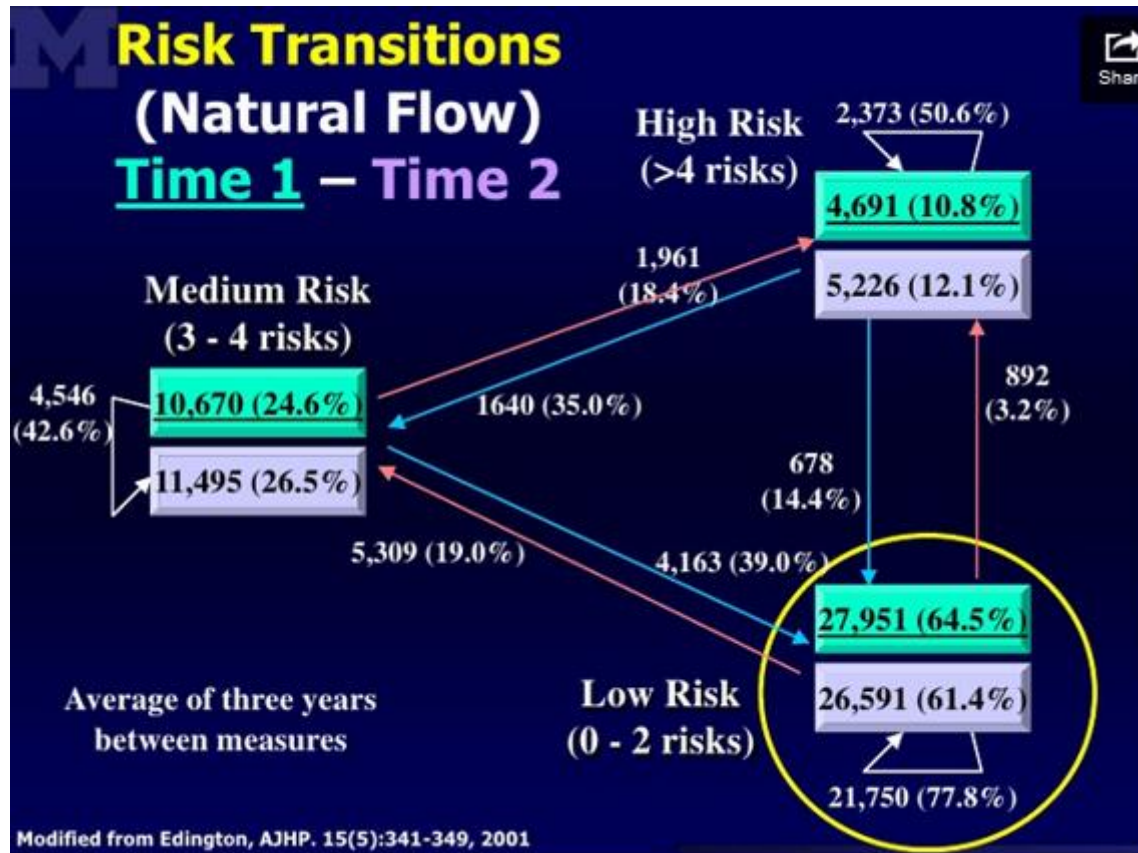 M
Risk Transitions
(Natural Flow)
Time 1 – Time 2
Shar
High Risk
(>4 risks)
2,373 (50.6%)
4,691 (10.8%)
5,226 (12.1%)
1,961
(18.4%)
Medium Risk
(3 - 4 risks)
4,546
(42.6%)
10,670 (24.6%)
11,495 (26.5%)
1640 (35.0%)
892
(3.2%)
678
(14.4%)
5,309 (19.0%)
4,163 (39.0%)
27,951 (64.5%)
26,591 (61.4%)
Low Risk
(0 - 2 risks)
21,750 (77.8%)
Average of three years
between measures
Modified from Edington, AJHP. 15(5):341-349, 2001